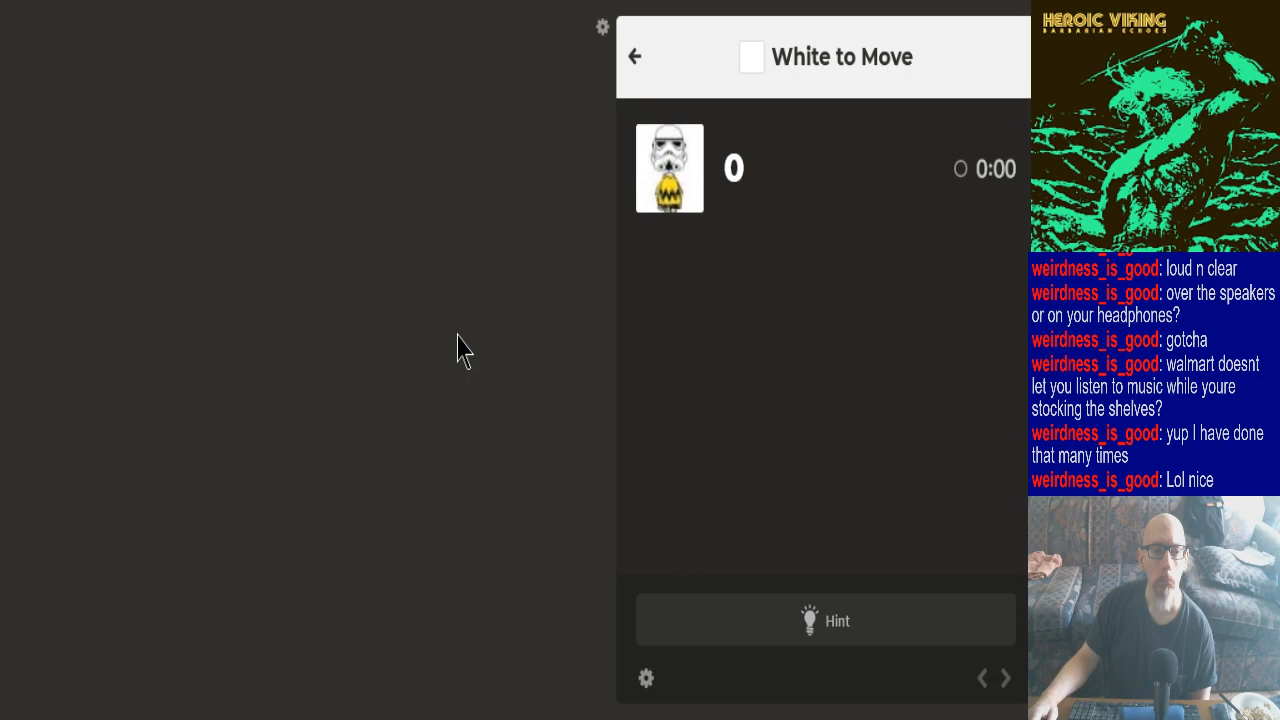 HEROIC VIKING
BARBARIAN ECHOES
White to Move
0
0:00
Hint
weirdness_is_good: loud n clear
weirdness_is_good: over the speakers
or on your headphones?
weirdness_is_good: gotcha
weirdness_is_good: walmart doesnt
let you listen to music while youre
stocking the shelves?
weirdness_is_good: yup I have done
that many times
weirdness_is_good: Lol nice